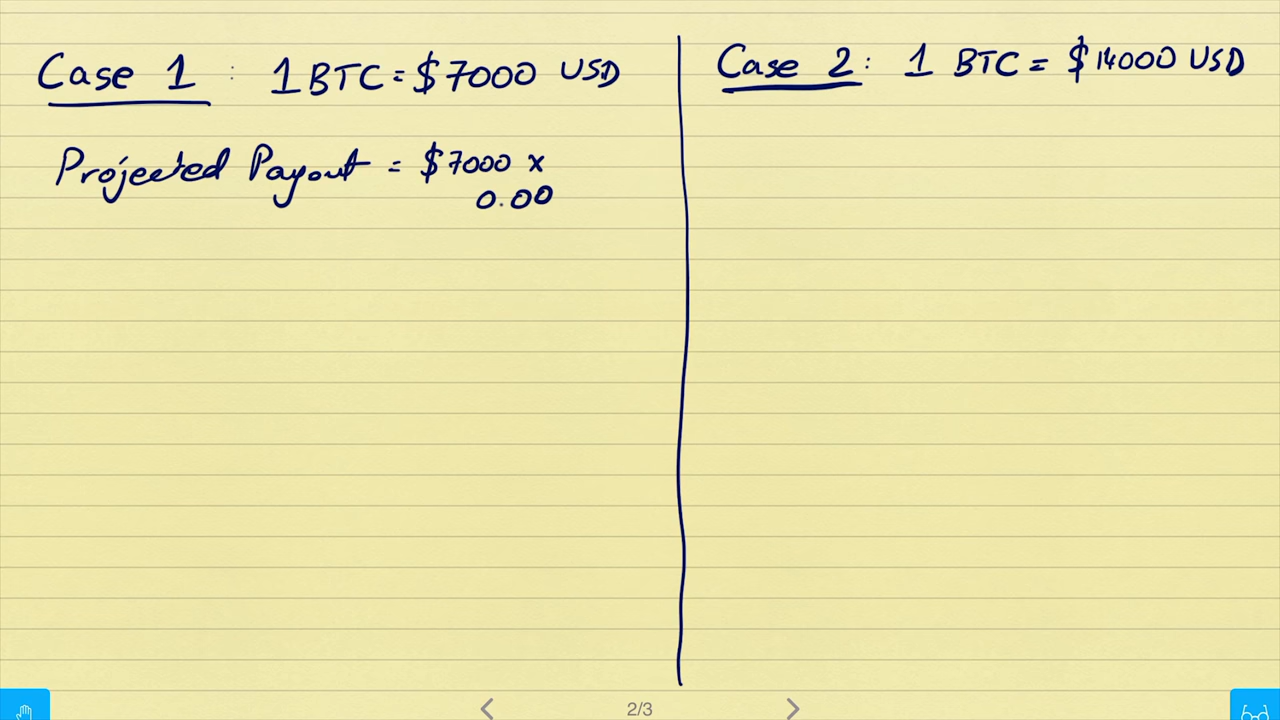 Case 1 : 1 BTC = $7000 USD
Projected Payout = $7000 x
0.00
Case 2: 1 BTC = $14000 USD
2/3